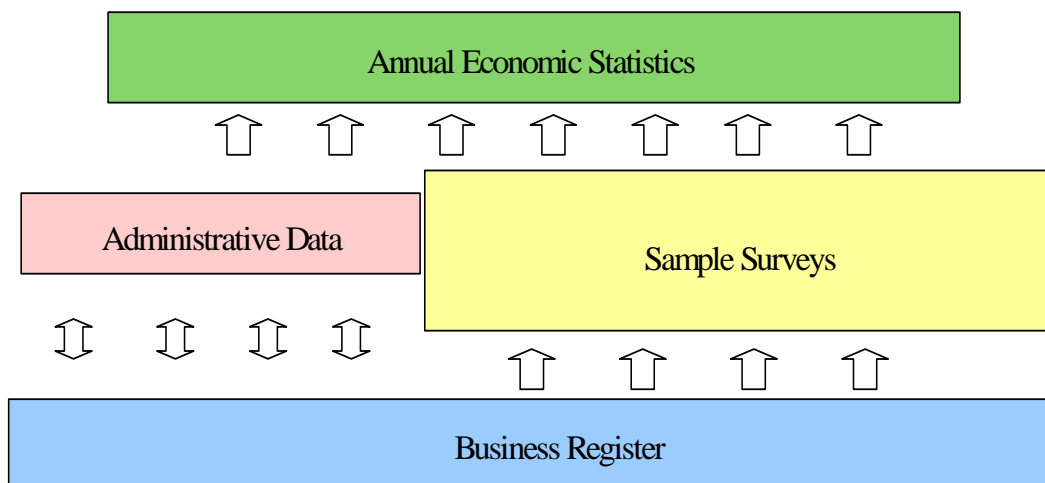 Annual Economic Statistics
Administrative Data
Sample Surveys
Business Register